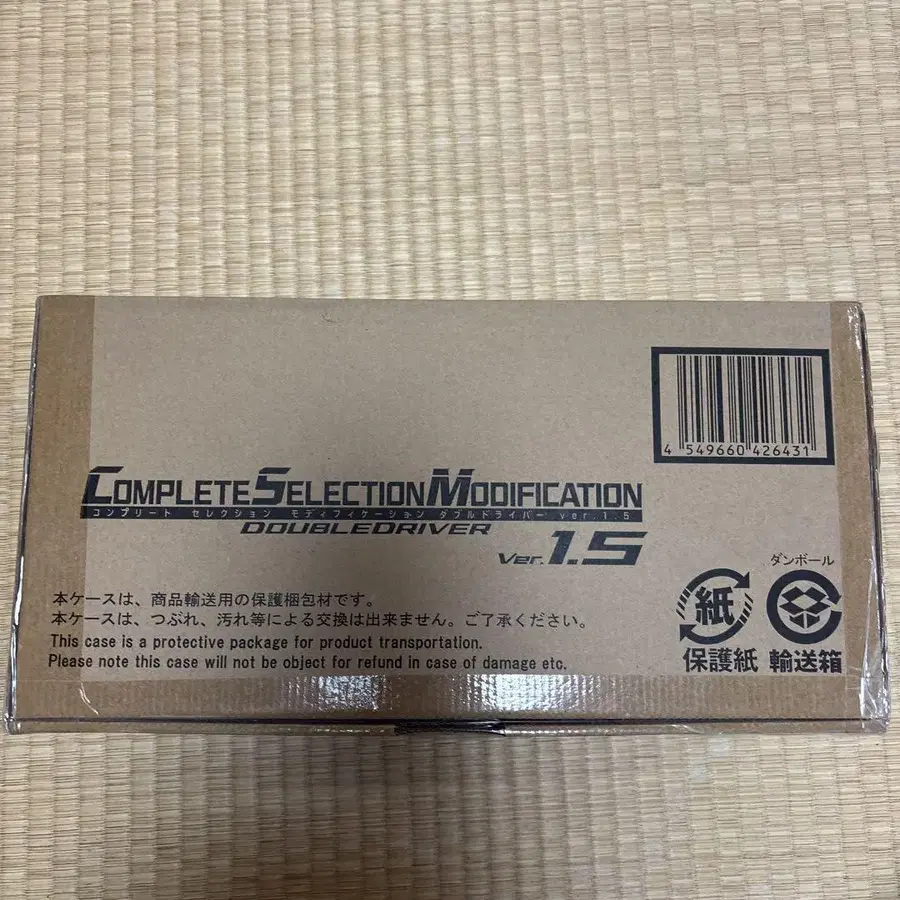 4 549660 426431
COMPLETE SELECTION MODIFICATION
コンプリート セレクション モディフィケーション ダブルドライバー ver.1.5
DOUBLEDRIVER
Ver.1.5
本ケースは、商品輸送用の保護梱包材です。
本ケースは、つぶれ、汚れ等による交換は出来ません。ご了承ください。
This case is a protective package for product transportation.
Please note this case will not be object for refund in case of damage etc.
紙
保護紙
ダンボール
輸送箱